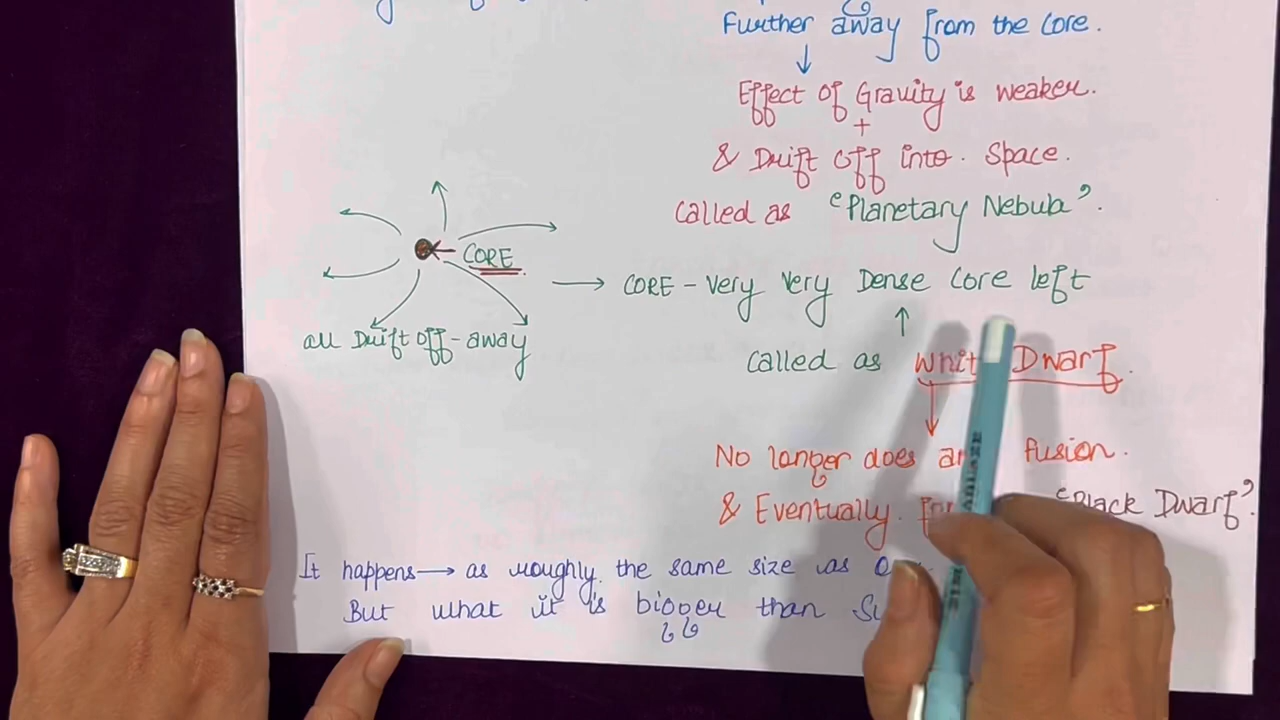 Further away from the core.
Effect of Gravity is weaker.
+
& Drift off into space.
Called as "Planetary Nebula".
CORE
CORE - Very Very Dense Core left
all Drift off-away
Called as White Dwarf.
No longer does fusion.
& Eventually "Black Dwarf".
It happens → as roughly the same size as
But what it is bigger than